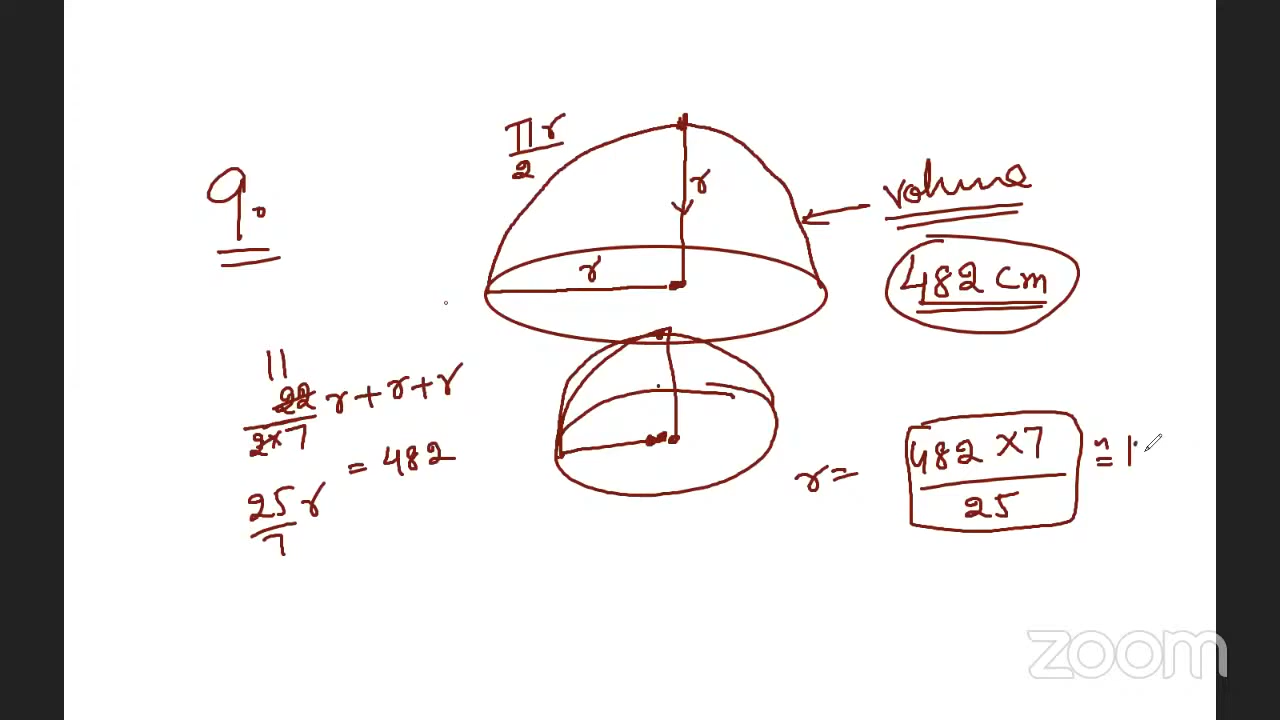 9.
πr/2
r
r
volume
482 cm
11
22/2×7 r + r + r
= 482
25/7 r
r = 482 × 7 / 25 ≅ 1
zoom